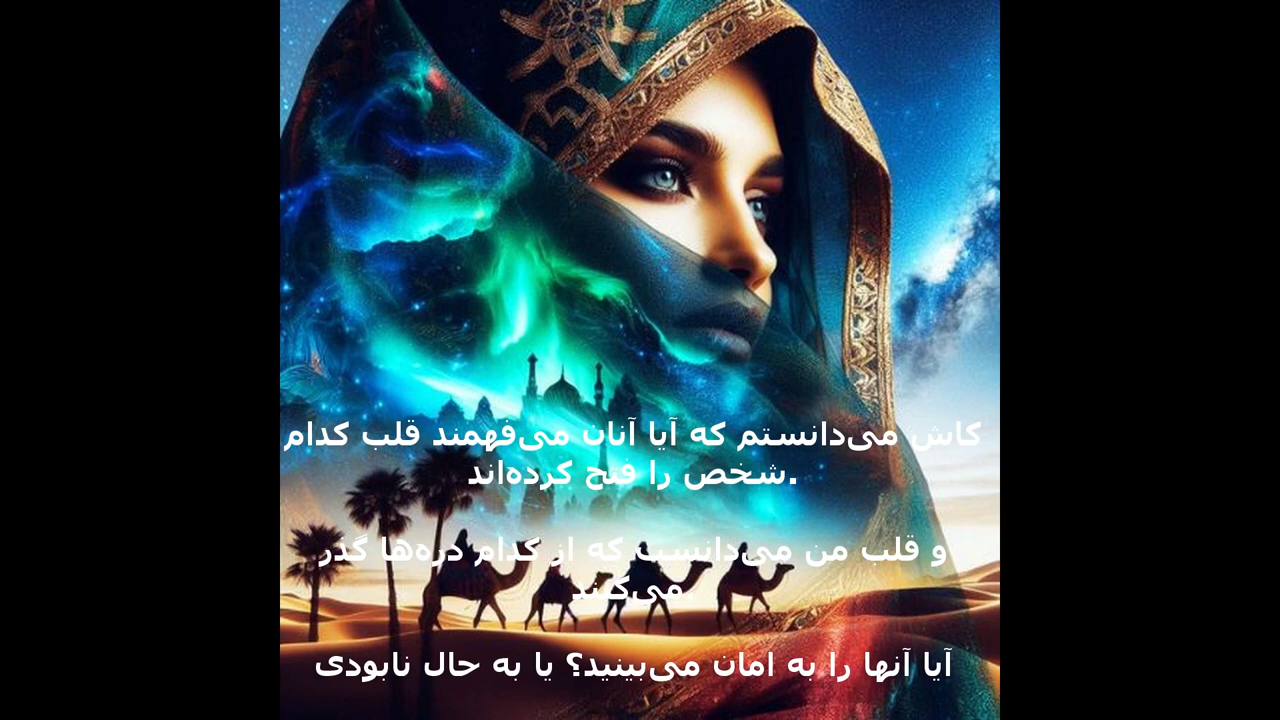 کاش می‌دانستم که آیا آنان می‌فهمند قلب کدام
شخص را فتح کرده‌اند.
و قلب من می‌دانست که از کدام دره‌ها گذر
می‌کنند.
آیا آنها را به امان می‌بینید؟ یا به حال نابودی